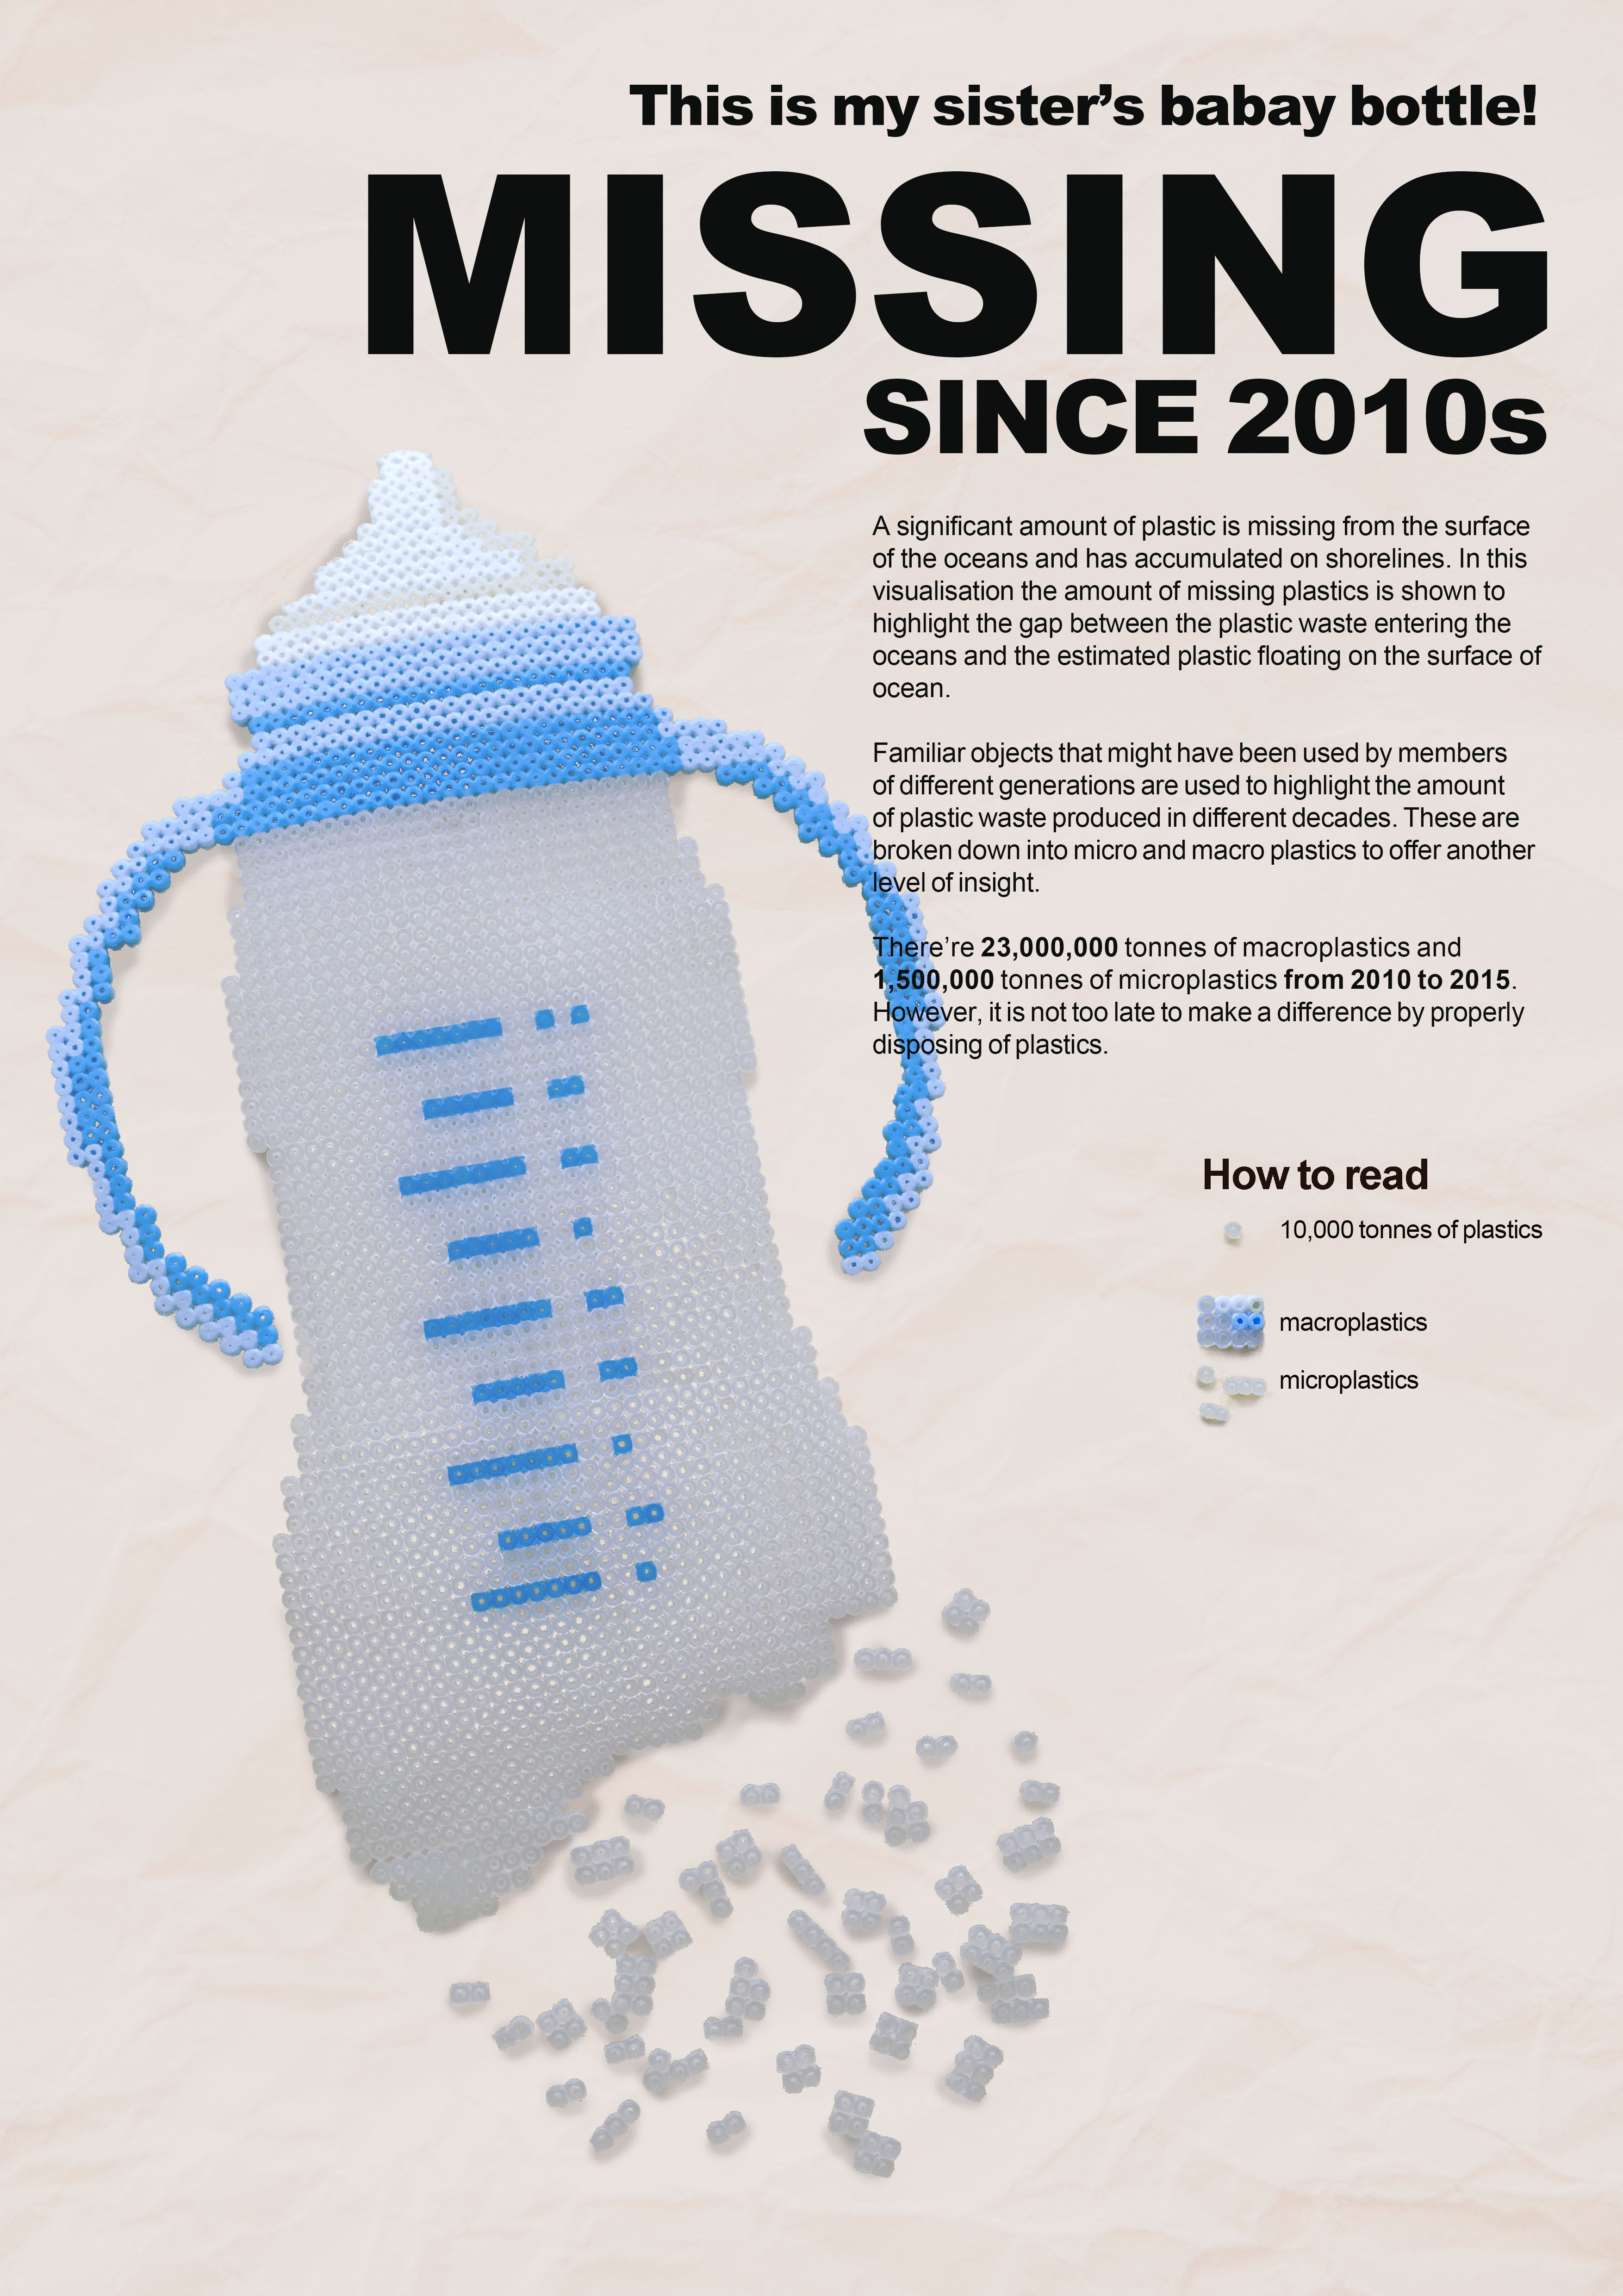 This is my sister’s babay bottle!
MISSING
SINCE 2010s
A significant amount of plastic is missing from the surface
of the oceans and has accumulated on shorelines. In this
visualisation the amount of missing plastics is shown to
highlight the gap between the plastic waste entering the
oceans and the estimated plastic floating on the surface of
ocean.
Familiar objects that might have been used by members
of different generations are used to highlight the amount
of plastic waste produced in different decades. These are
broken down into micro and macro plastics to offer another
level of insight.
There’re 23,000,000 tonnes of macroplastics and
1,500,000 tonnes of microplastics from 2010 to 2015.
However, it is not too late to make a difference by properly
disposing of plastics.
How to read
10,000 tonnes of plastics
macroplastics
microplastics